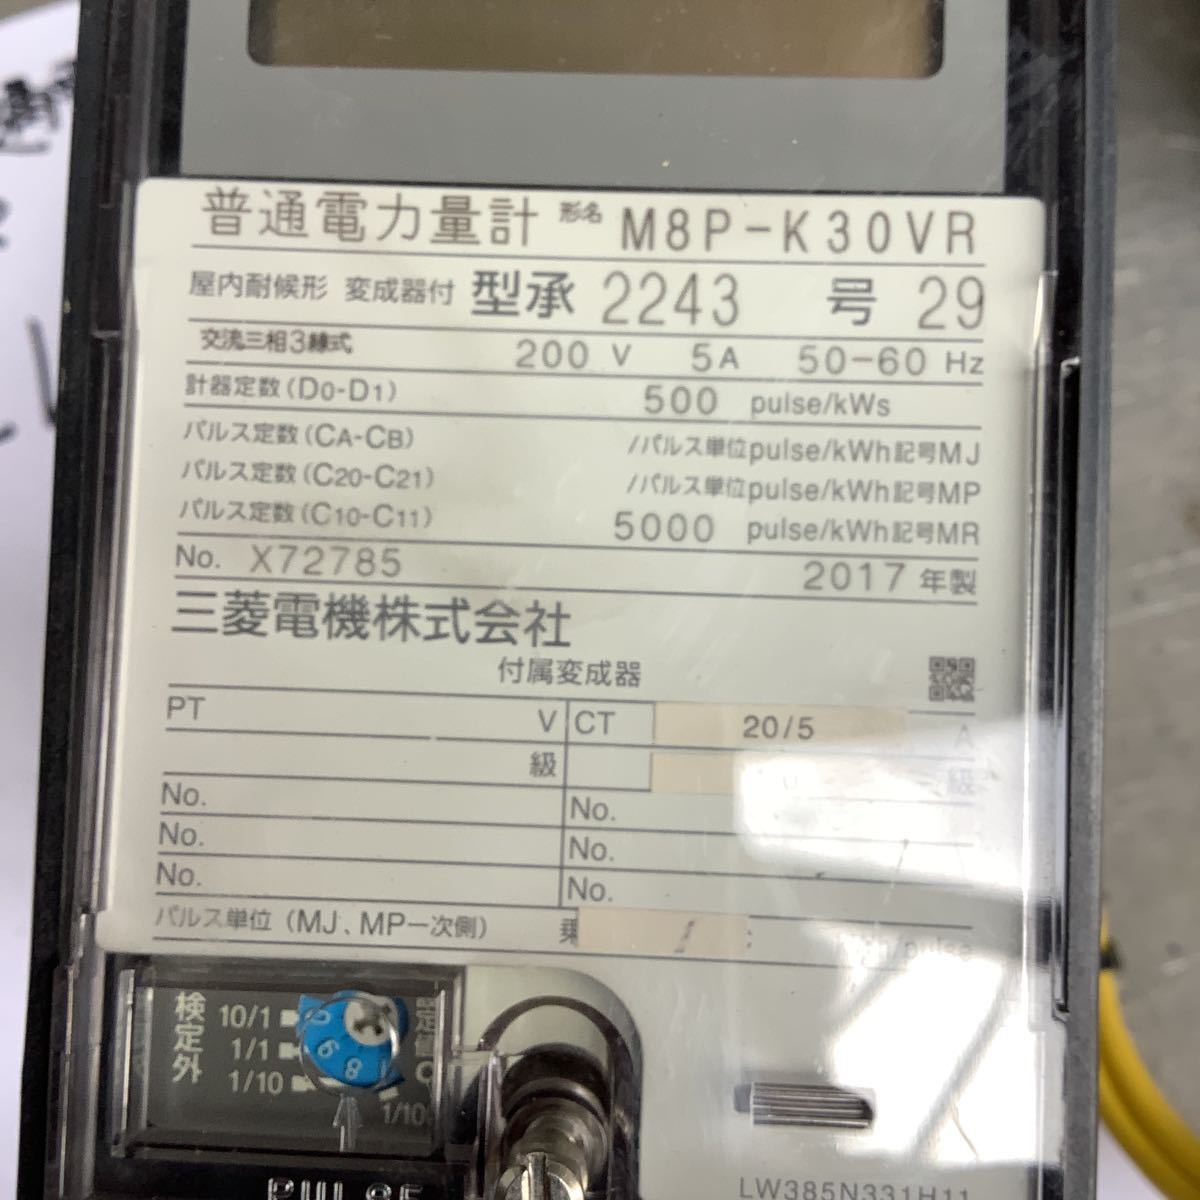 普通電力量計 形名 M8P-K30VR
屋内耐候形 変成器付 型承 2243 号 29
交流三相3線式 200 V 5A 50-60 Hz
計器定数(D0-D1) 500 pulse/kWs
パルス定数(CA-CB) /パルス単位pulse/kWh記号MJ
パルス定数(C20-C21) /パルス単位pulse/kWh記号MP
パルス定数(C10-C11) 5000 pulse/kWh記号MR
No. X72785 2017 年製
三菱電機株式会社
付属変成器
PT V CT 20/5 A
級 級
No. No.
No. No.
No. No.
パルス単位(MJ、MP一次側) 乗
検定外
10/1
1/1
1/10
PULSE
LW385N331H11